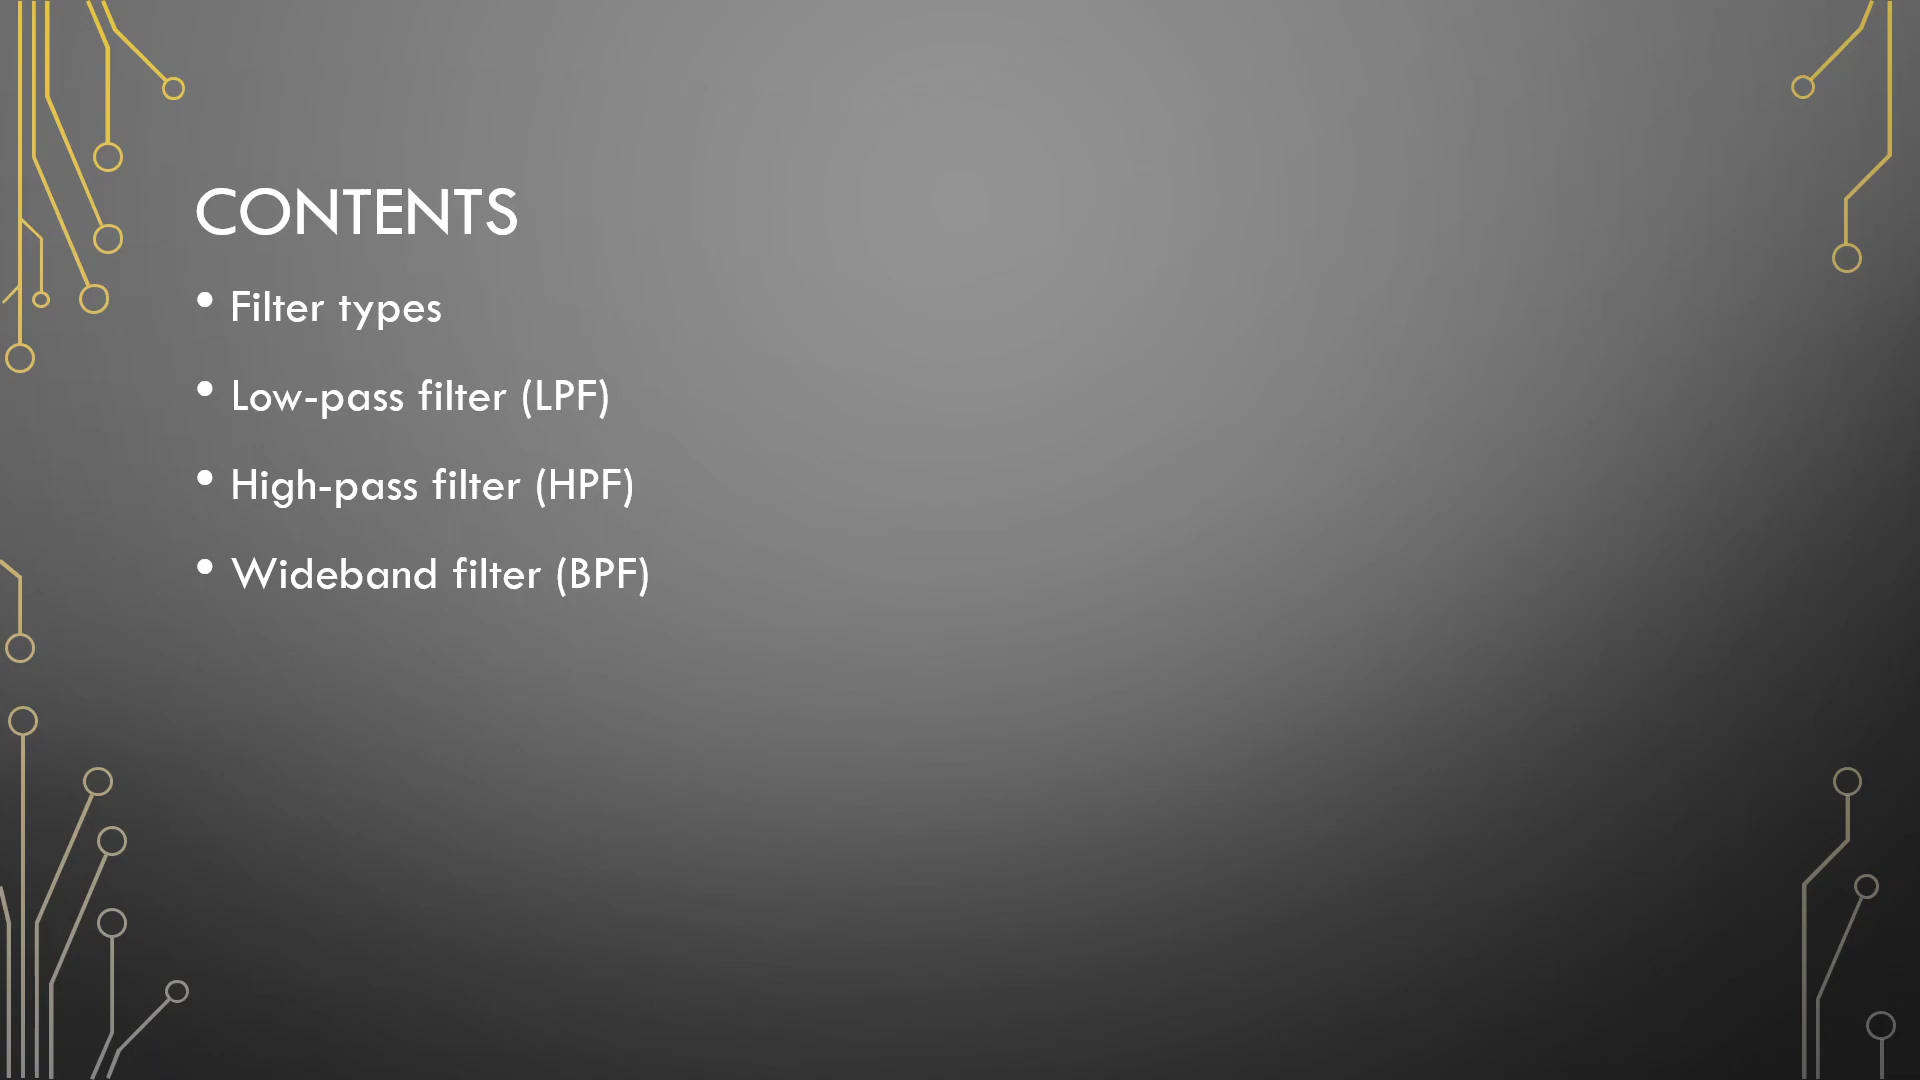 CONTENTS
• Filter types
• Low-pass filter (LPF)
• High-pass filter (HPF)
• Wideband filter (BPF)